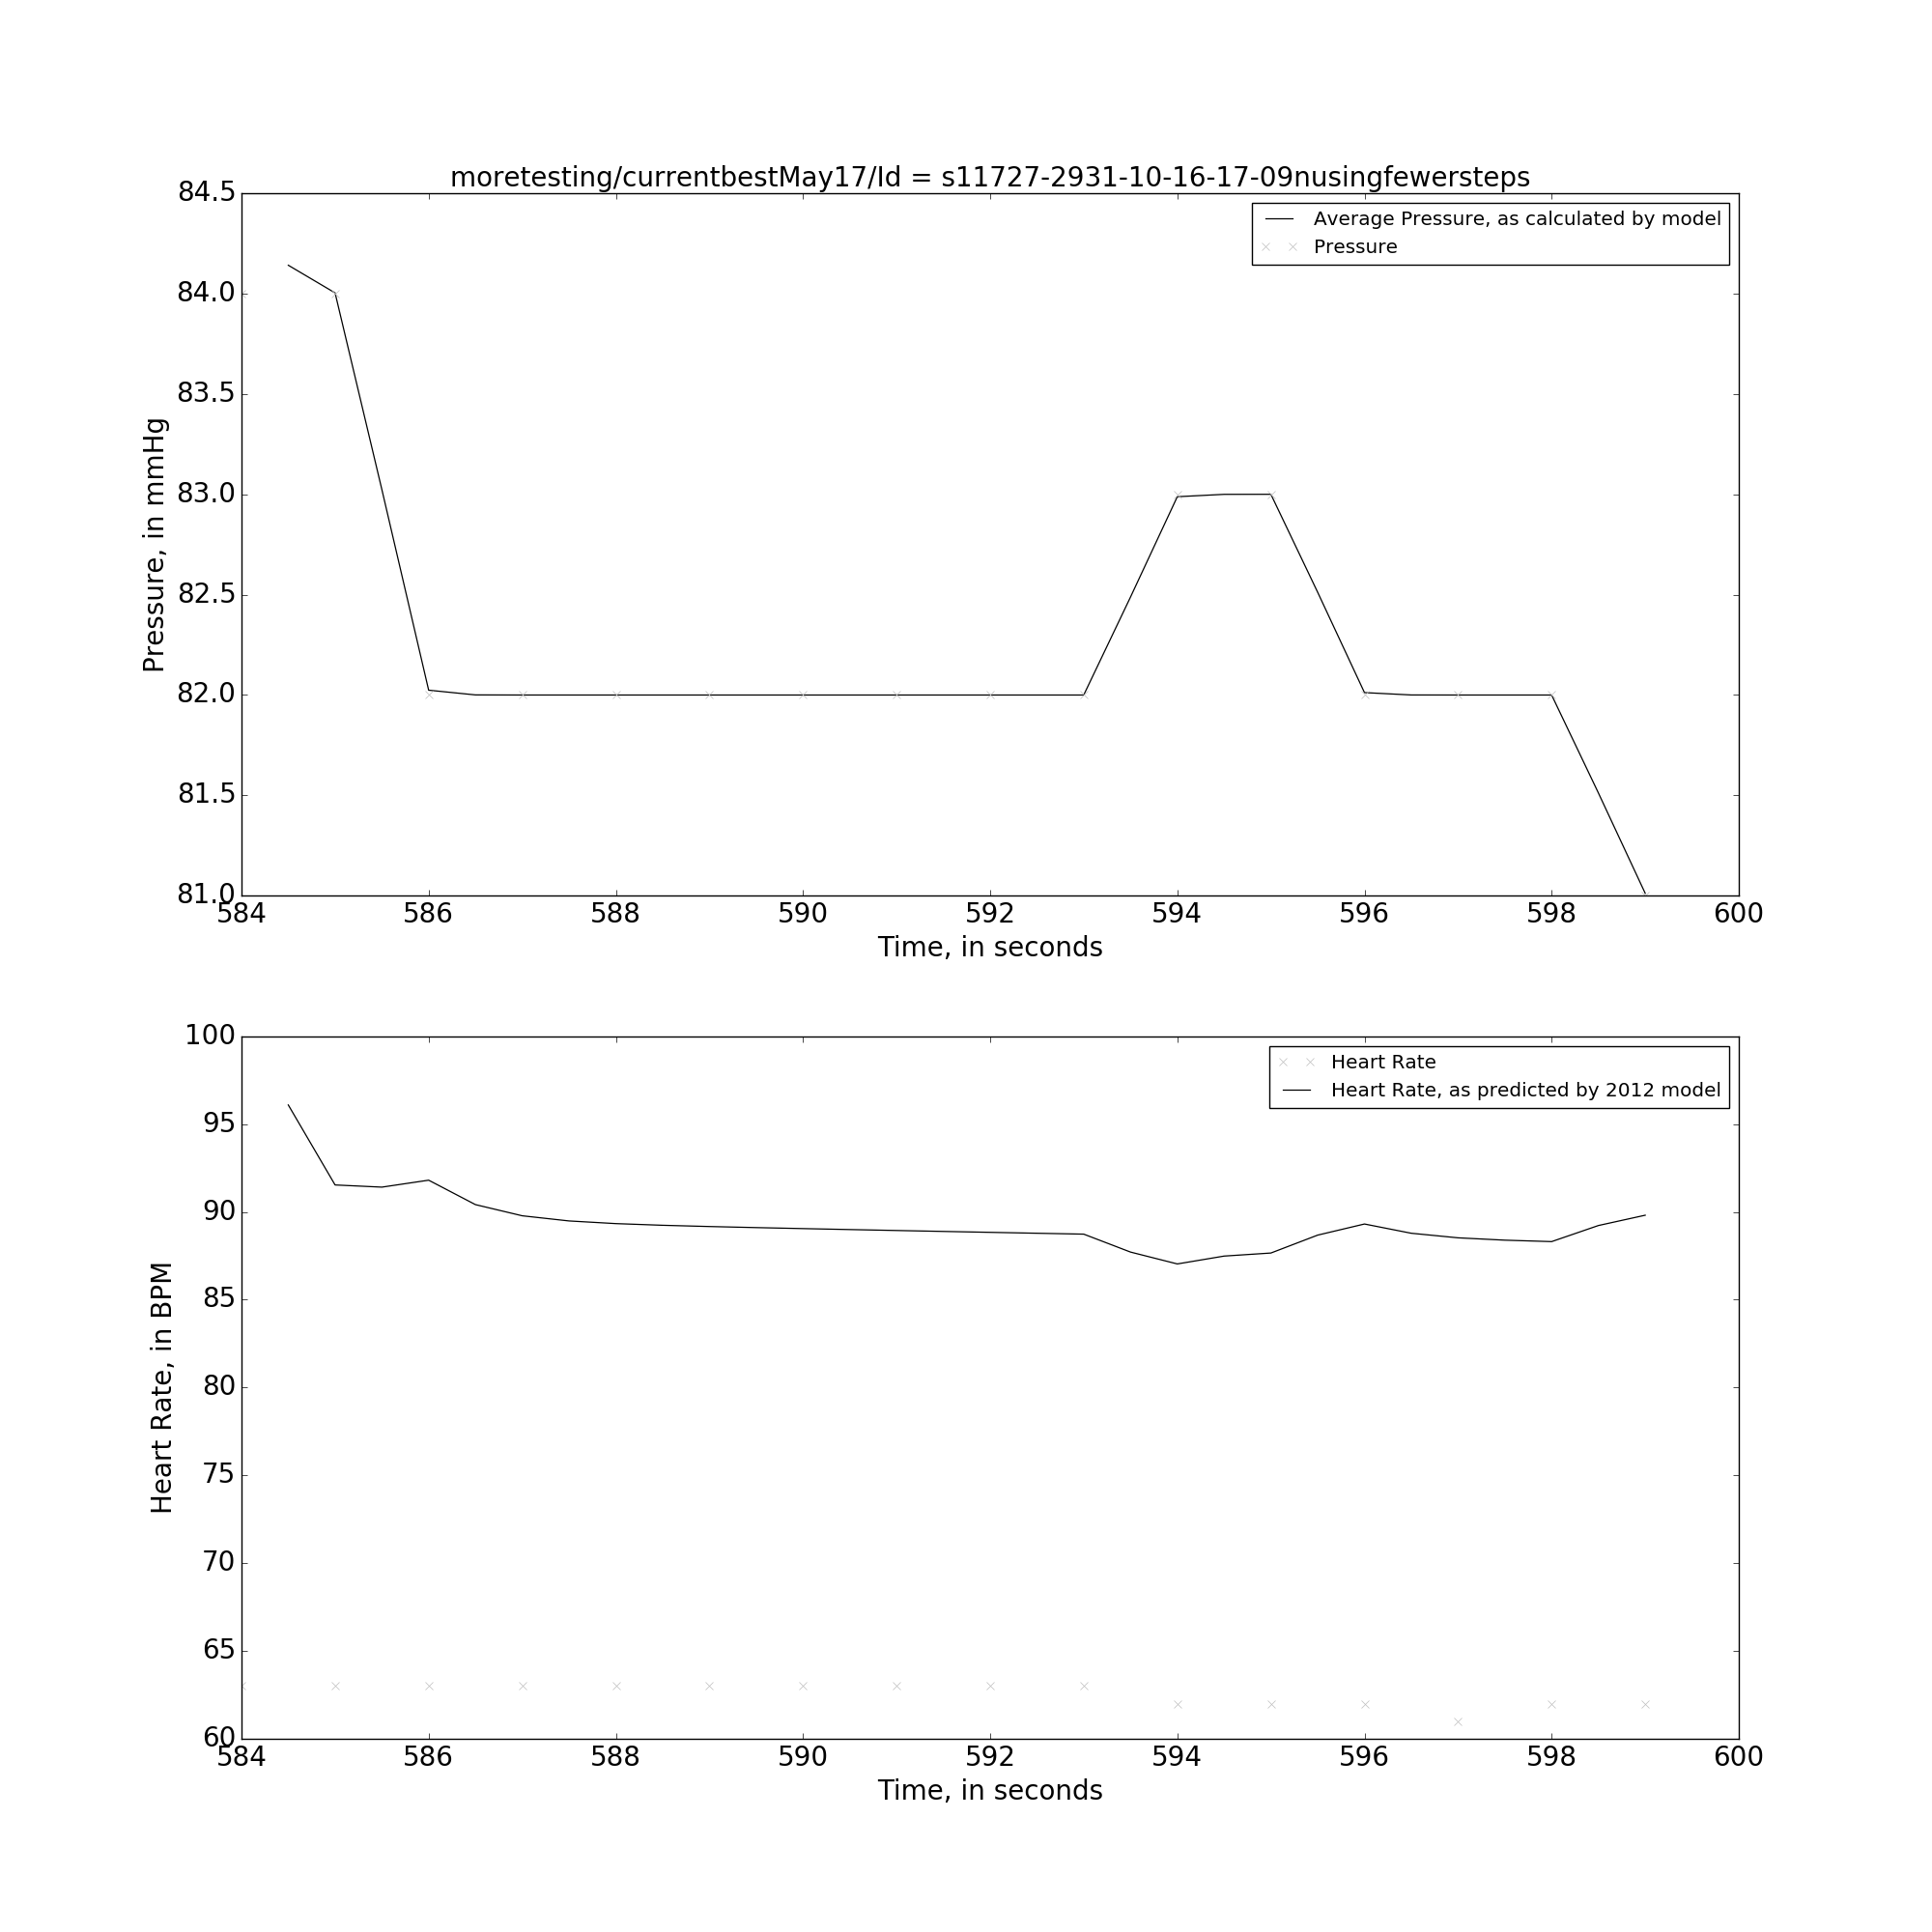 moretesting/currentbestMay17/Id = s11727-2931-10-16-17-09nusingfewersteps
84.5
84.0
83.5
83.0
82.5
82.0
81.5
81.0
Pressure, in mmHg
Average Pressure, as calculated by model
Pressure
584 586 588 590 592 594 596 598 600
Time, in seconds
100
95
90
85
80
75
70
65
60
Heart Rate, in BPM
Heart Rate
Heart Rate, as predicted by 2012 model
584 586 588 590 592 594 596 598 600
Time, in seconds